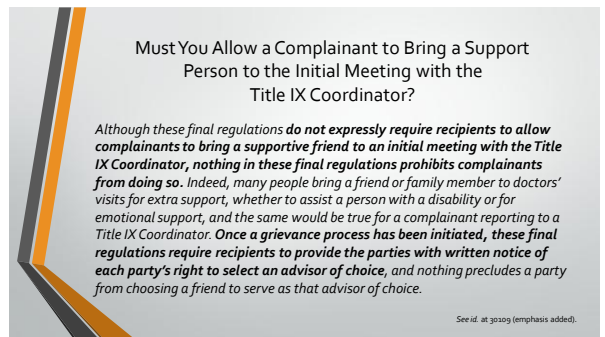 Must You Allow a Complainant to Bring a Support
Person to the Initial Meeting with the
Title IX Coordinator?
Although these final regulations do not expressly require recipients to allow
complainants to bring a supportive friend to an initial meeting with the Title
IX Coordinator, nothing in these final regulations prohibits complainants
from doing so. Indeed, many people bring a friend or family member to doctors'
visits for extra support, whether to assist a person with a disability or for
emotional support, and the same would be true for a complainant reporting to a
Title IX Coordinator. Once a grievance process has been initiated, these final
regulations require recipients to provide the parties with written notice of
each party's right to select an advisor of choice, and nothing precludes a party
from choosing a friend to serve as that advisor of choice.
See id. at 30109 (emphasis added).